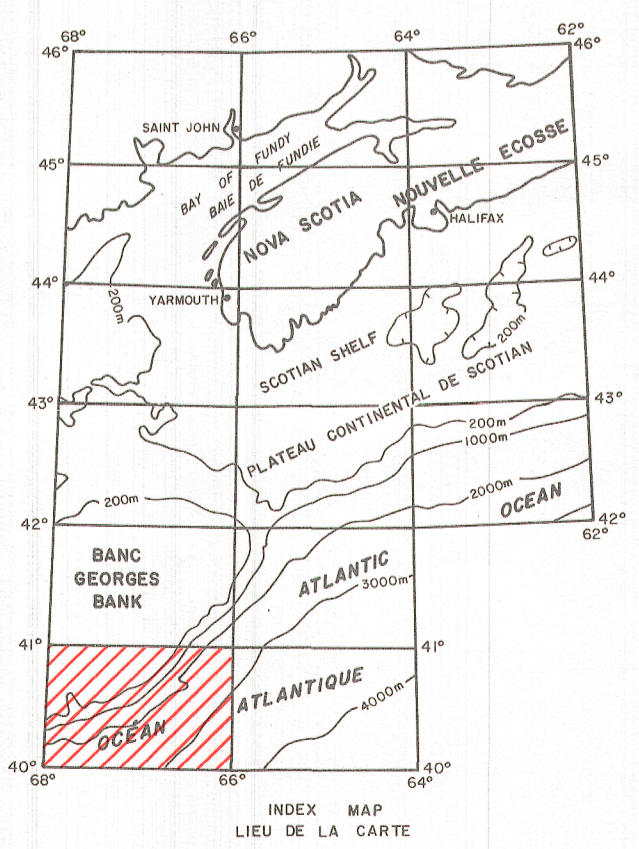 68° 66° 64° 62°
46° 46°
SAINT JOHN
BAY OF FUNDY
BAIE DE FUNDIE
45° 45°
NOVA SCOTIA
NOUVELLE ECOSSE
HALIFAX
44° 44°
200m
YARMOUTH
200m
SCOTIAN SHELF
PLATEAU CONTINENTAL DE SCOTIAN
43° 43°
200m
1000m
2000m
200m
OCEAN
42° 42°
62°
BANC
GEORGES
BANK
ATLANTIC
3000m
41° 41°
ATLANTIQUE
4000m
OCÉAN
40° 40°
68° 66° 64°
INDEX MAP
LIEU DE LA CARTE